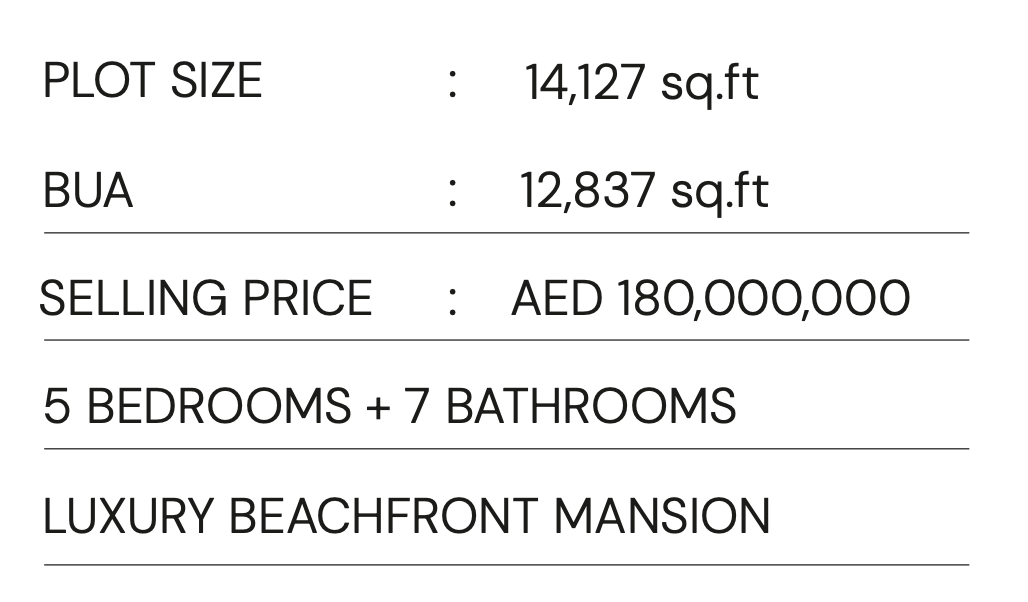 PLOT SIZE : 14,127 sq.ft
BUA : 12,837 sq.ft
SELLING PRICE : AED 180,000,000
5 BEDROOMS + 7 BATHROOMS
LUXURY BEACHFRONT MANSION